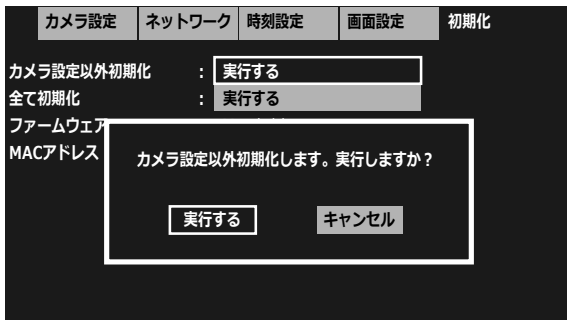 カメラ設定 ネットワーク 時刻設定 画面設定 初期化
カメラ設定以外初期化 : 実行する
全て初期化 : 実行する
ファームウェア
MACアドレス
カメラ設定以外初期化します。実行しますか？
実行する キャンセル